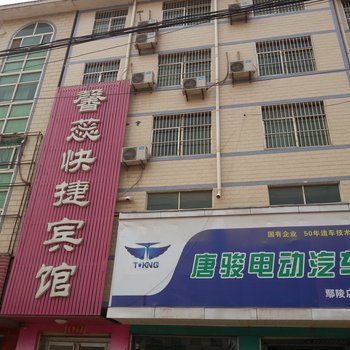 馨蕊快捷宾馆
国有企业 50年造车技术
T★KNG
唐骏电动汽车
鄢陵店